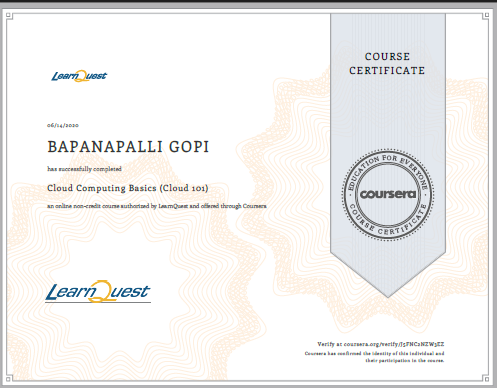 LearnQuest
COURSE
CERTIFICATE
06/14/2020
BAPANAPALLI GOPI
has successfully completed
Cloud Computing Basics (Cloud 101)
an online non-credit course authorized by LearnQuest and offered through Coursera
EDUCATION FOR EVERYONE
coursera
COURSE CERTIFICATE
LearnQuest
Verify at coursera.org/verify/J5FNC2NZW3EZ
Coursera has confirmed the identity of this individual and
their participation in the course.